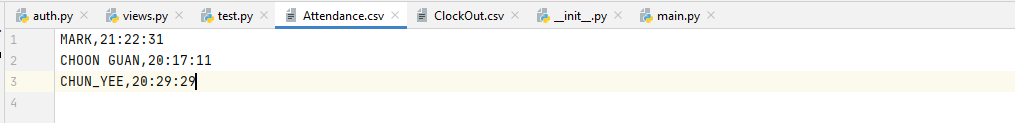 auth.py views.py test.py Attendance.csv ClockOut.csv __init__.py main.py
1 MARK,21:22:31
2 CHOON GUAN,20:17:11
3 CHUN_YEE,20:29:29
4